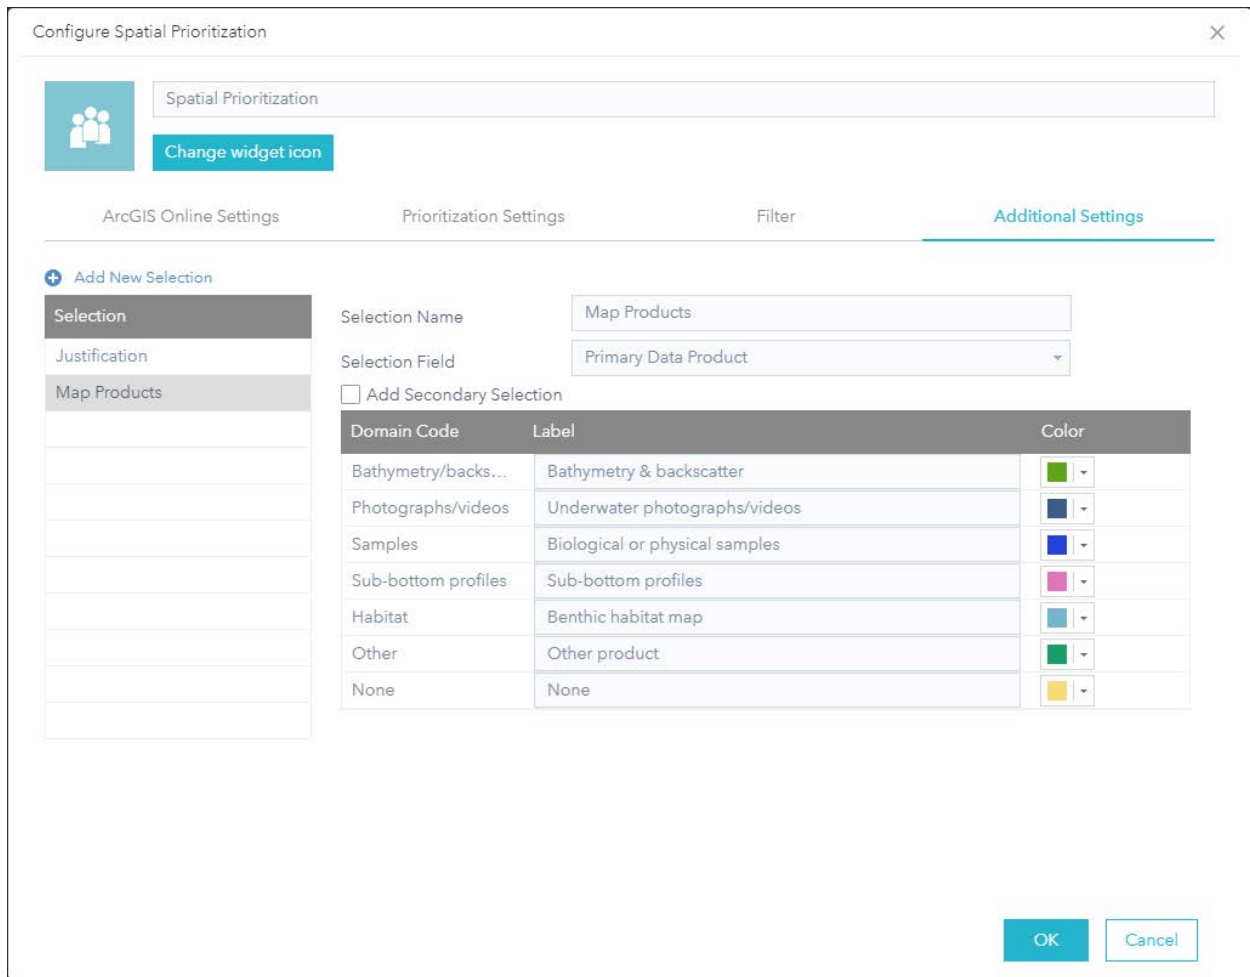 Configure Spatial Prioritization
Spatial Prioritization
Change widget icon
ArcGIS Online Settings Prioritization Settings Filter Additional Settings
Add New Selection
Selection
Justification
Map Products
Selection Name Map Products
Selection Field Primary Data Product
Add Secondary Selection
Domain Code Label Color
Bathymetry/backs... Bathymetry & backscatter
Photographs/videos Underwater photographs/videos
Samples Biological or physical samples
Sub-bottom profiles Sub-bottom profiles
Habitat Benthic habitat map
Other Other product
None None
OK Cancel